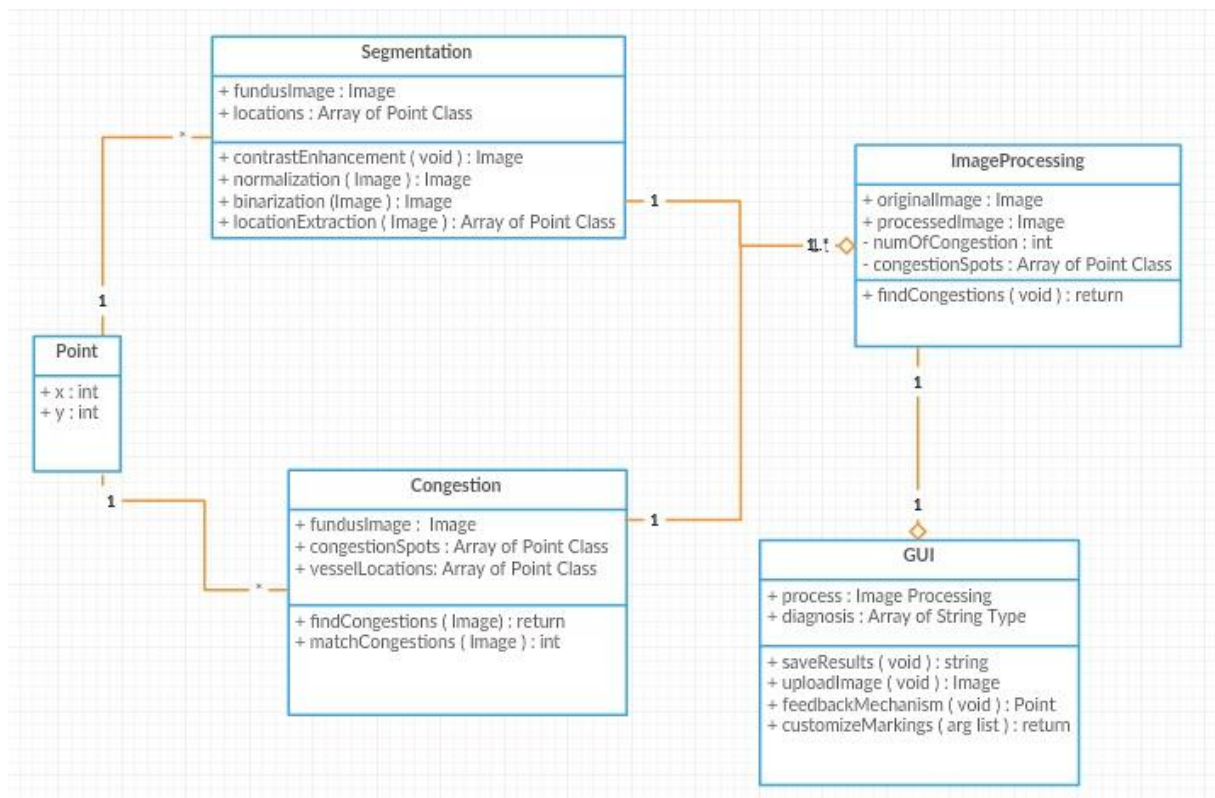 Segmentation
+ fundusImage : Image
+ locations : Array of Point Class
+ contrastEnhancement ( void ) : Image
+ normalization ( Image ) : Image
+ binarization (Image ) : Image
+ locationExtraction ( Image ) : Array of Point Class
*
1
1
ImageProcessing
+ originalImage : Image
+ processedImage : Image
- numOfCongestion : int
- congestionSpots : Array of Point Class
+ findCongestions ( void ) : return
Point
+ x : int
+ y : int
1
*
Congestion
+ fundusImage : Image
+ congestionSpots : Array of Point Class
+ vesselLocations: Array of Point Class
+ findCongestions ( Image) : return
+ matchCongestions ( Image ) : int
1
1
1
GUI
+ process : Image Processing
+ diagnosis : Array of String Type
+ saveResults ( void ) : string
+ uploadImage ( void ) : Image
+ feedbackMechanism ( void ) : Point
+ customizeMarkings ( arg list ) : return